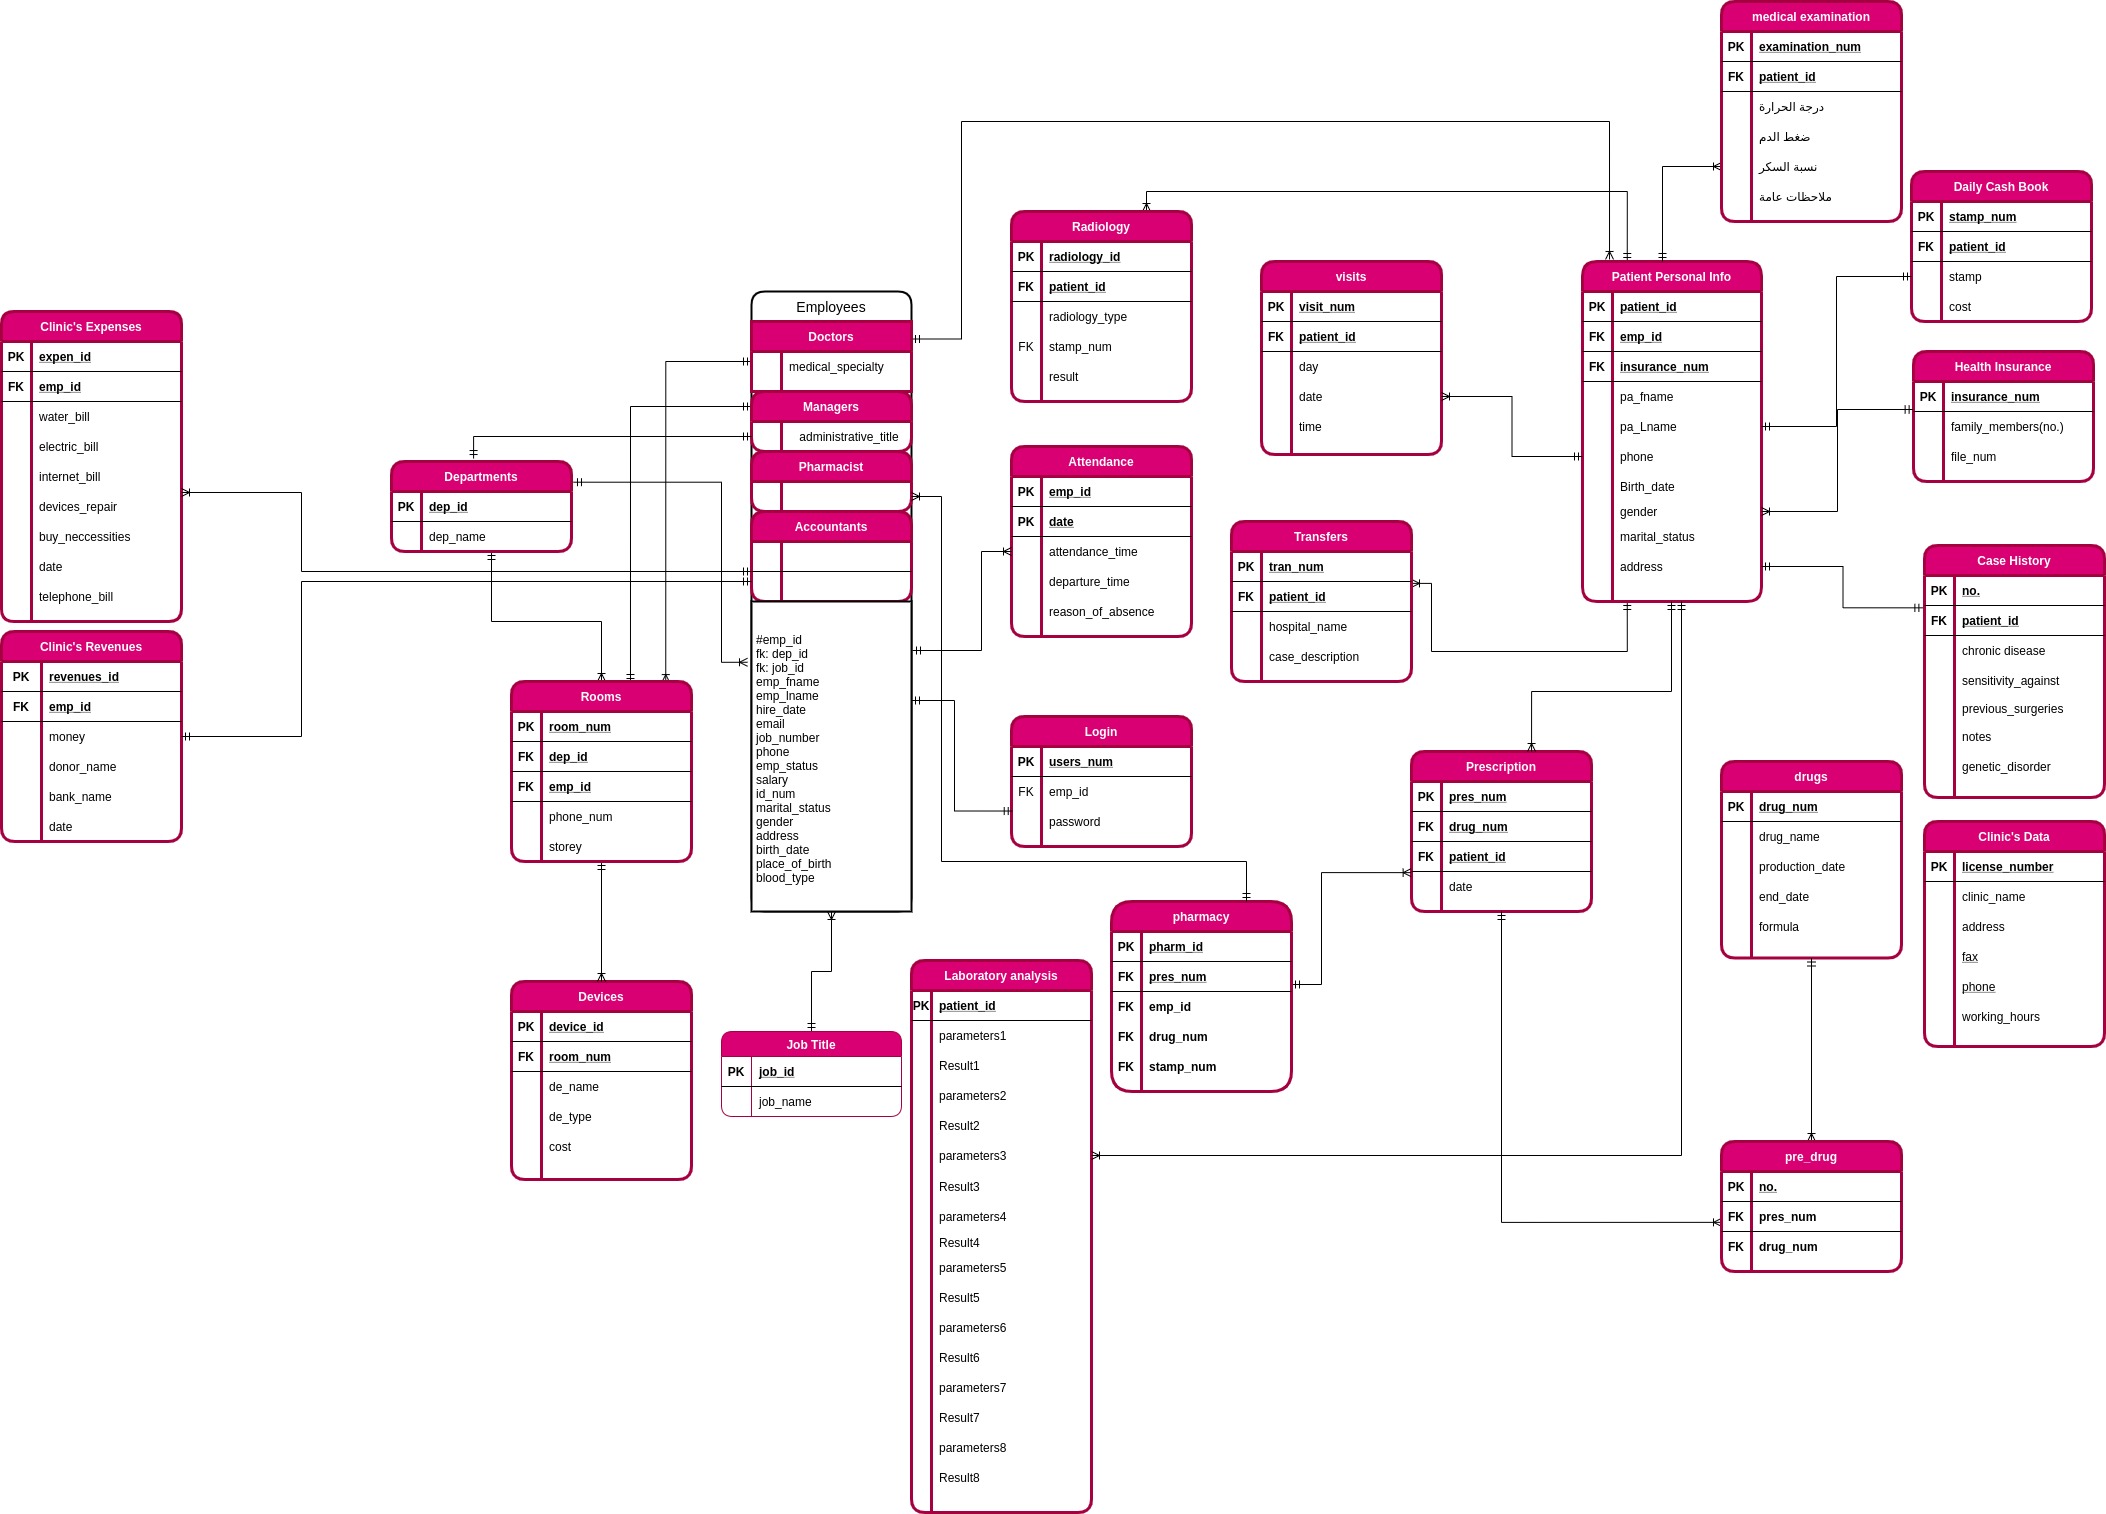 medical examination
PK examination_num
FK patient_id
درجة الحرارة
ضغط الدم
نسبة السكر
ملاحظات عامة
Daily Cash Book
PK stamp_num
FK patient_id
stamp
cost
Radiology
PK radiology_id
FK patient_id
radiology_type
FK stamp_num
result
visits
PK visit_num
FK patient_id
day
date
time
Patient Personal Info
PK patient_id
FK emp_id
FK insurance_num
pa_fname
pa_Lname
phone
Birth_date
gender
marital_status
address
Health Insurance
PK insurance_num
family_members(no.)
file_num
Clinic's Expenses
PK expen_id
FK emp_id
water_bill
electric_bill
internet_bill
devices_repair
buy_neccessities
date
telephone_bill
Employees
Doctors
medical_specialty
Managers
administrative_title
Pharmacist
Accountants
#emp_id
fk: dep_id
fk: job_id
emp_fname
emp_lname
hire_date
email
job_number
phone
emp_status
salary
id_num
marital_status
gender
address
birth_date
place_of_birth
blood_type
Departments
PK dep_id
dep_name
Attendance
PK emp_id
PK date
attendance_time
departure_time
reason_of_absence
Transfers
PK tran_num
FK patient_id
hospital_name
case_description
Case History
PK no.
FK patient_id
chronic disease
sensitivity_against
previous_surgeries
notes
genetic_disorder
Clinic's Revenues
PK revenues_id
FK emp_id
money
donor_name
bank_name
date
Rooms
PK room_num
FK dep_id
FK emp_id
phone_num
storey
Login
PK users_num
FK emp_id
password
Prescription
PK pres_num
FK drug_num
FK patient_id
date
drugs
PK drug_num
drug_name
production_date
end_date
formula
Clinic's Data
PK license_number
clinic_name
address
fax
phone
working_hours
pharmacy
PK pharm_id
FK pres_num
FK emp_id
FK drug_num
FK stamp_num
Laboratory analysis
PK patient_id
parameters1
Result1
parameters2
Result2
parameters3
Result3
parameters4
Result4
parameters5
Result5
parameters6
Result6
parameters7
Result7
parameters8
Result8
Devices
PK device_id
FK room_num
de_name
de_type
cost
Job Title
PK job_id
job_name
pre_drug
PK no.
FK pres_num
FK drug_num